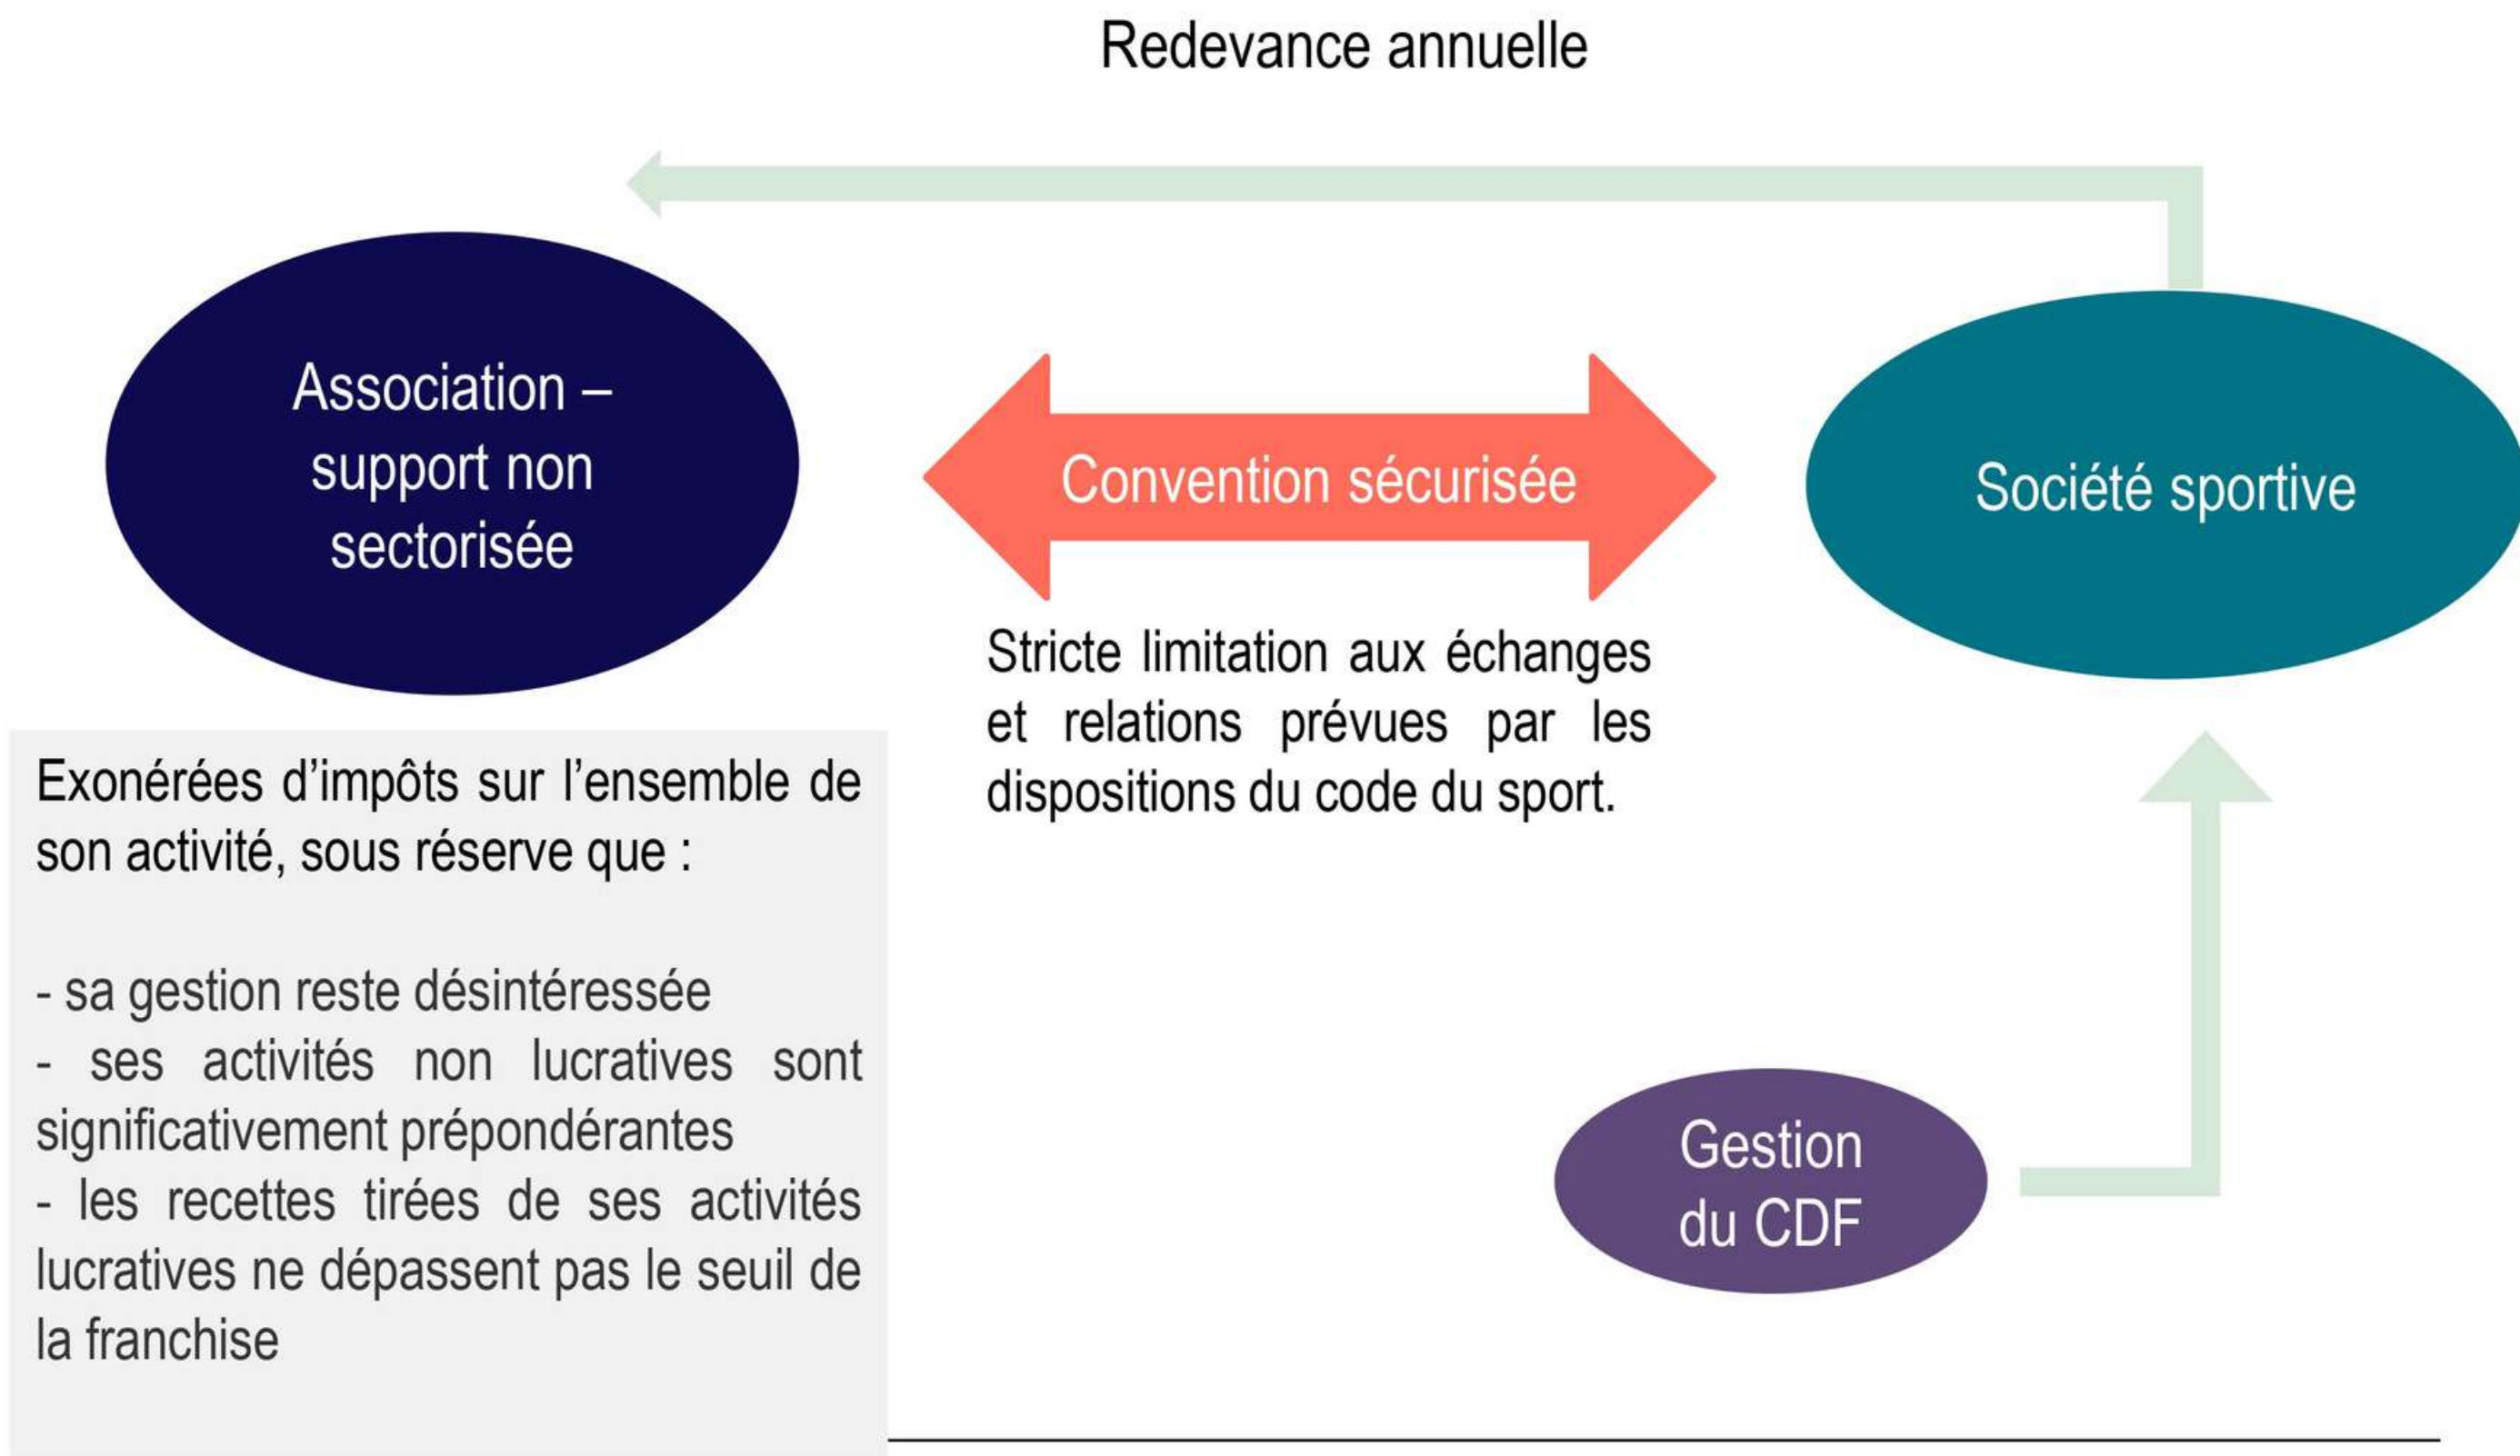 Redevance annuelle
Association –
support non
sectorisée
Convention sécurisée
Société sportive
Stricte limitation aux échanges
et relations prévues par les
dispositions du code du sport.
Exonérées d’impôts sur l’ensemble de
son activité, sous réserve que :
- sa gestion reste désintéressée
- ses activités non lucratives sont
significativement prépondérantes
- les recettes tirées de ses activités
lucratives ne dépassent pas le seuil de
la franchise
Gestion
du CDF